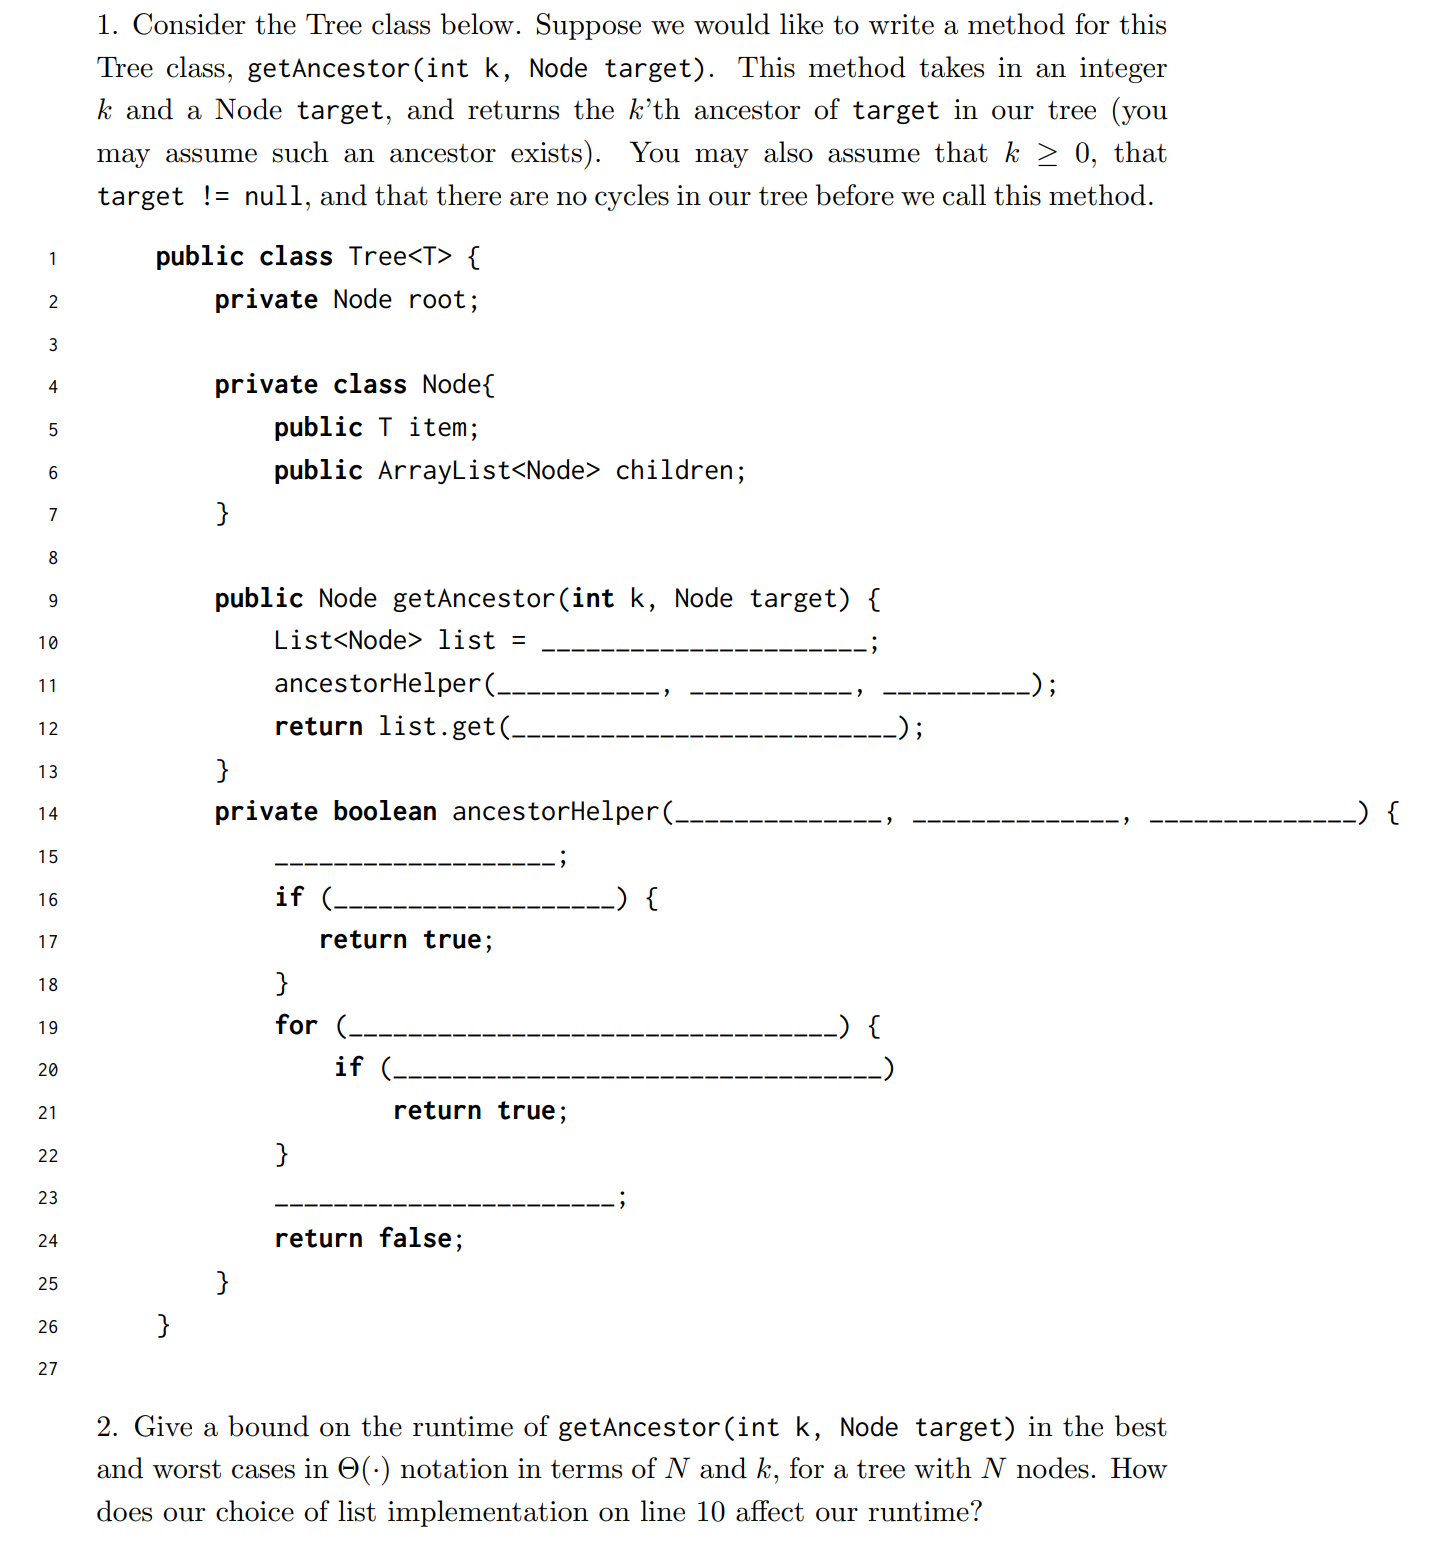 1. Consider the Tree class below. Suppose we would like to write a method for this
Tree class, getAncestor(int k, Node target). This method takes in an integer
k and a Node target, and returns the k'th ancestor of target in our tree (you
may assume such an ancestor exists). You may also assume that k ≥ 0, that
target != null, and that there are no cycles in our tree before we call this method.
1 public class Tree<T> {
2 private Node root;
3
4 private class Node{
5 public T item;
6 public ArrayList<Node> children;
7 }
8
9 public Node getAncestor(int k, Node target) {
10 List<Node> list = ______________________;
11 ancestorHelper(___________, ___________, __________);
12 return list.get(__________________________);
13 }
14 private boolean ancestorHelper(______________, ______________, ______________) {
15 ___________________;
16 if (___________________) {
17 return true;
18 }
19 for (_________________________________) {
20 if (_________________________________)
21 return true;
22 }
23 _______________________;
24 return false;
25 }
26 }
27
2. Give a bound on the runtime of getAncestor(int k, Node target) in the best
and worst cases in Θ(·) notation in terms of N and k, for a tree with N nodes. How
does our choice of list implementation on line 10 affect our runtime?